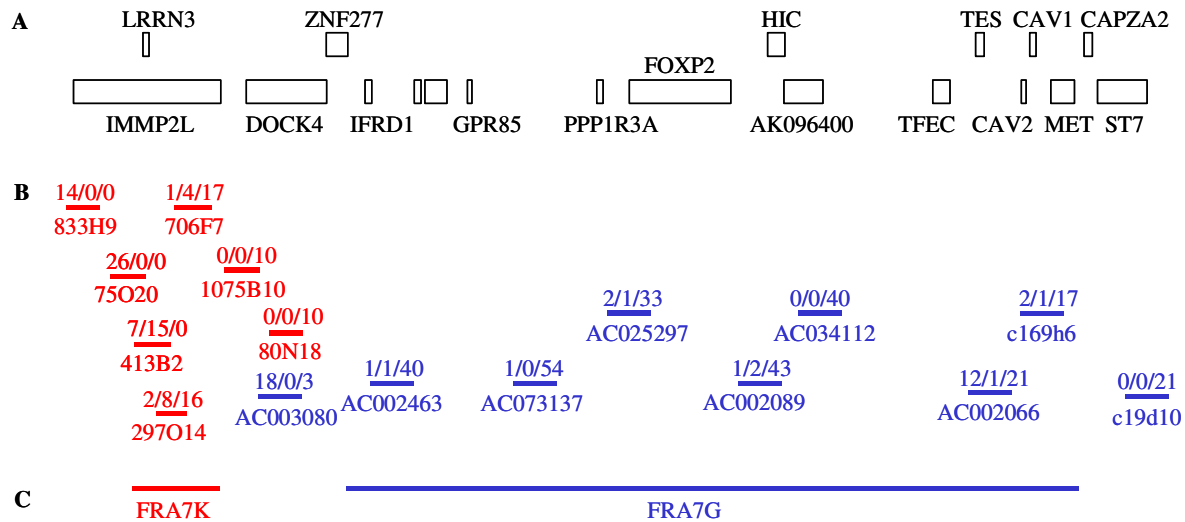 A
LRRN3 ZNF277 HIC TES CAV1 CAPZA2
FOXP2
IMMP2L DOCK4 IFRD1 GPR85 PPP1R3A AK096400 TFEC CAV2 MET ST7
B
14/0/0 1/4/17
833H9 706F7
26/0/0 0/0/10
75O20 1075B10
2/1/33 0/0/40 2/1/17
7/15/0 0/0/10
AC025297 AC034112 c169h6
413B2 80N18
18/0/3 1/1/40 1/0/54 1/2/43 12/1/21 0/0/21
2/8/16
AC003080 AC002463 AC073137 AC002089 AC002066 c19d10
297O14
C
FRA7K FRA7G